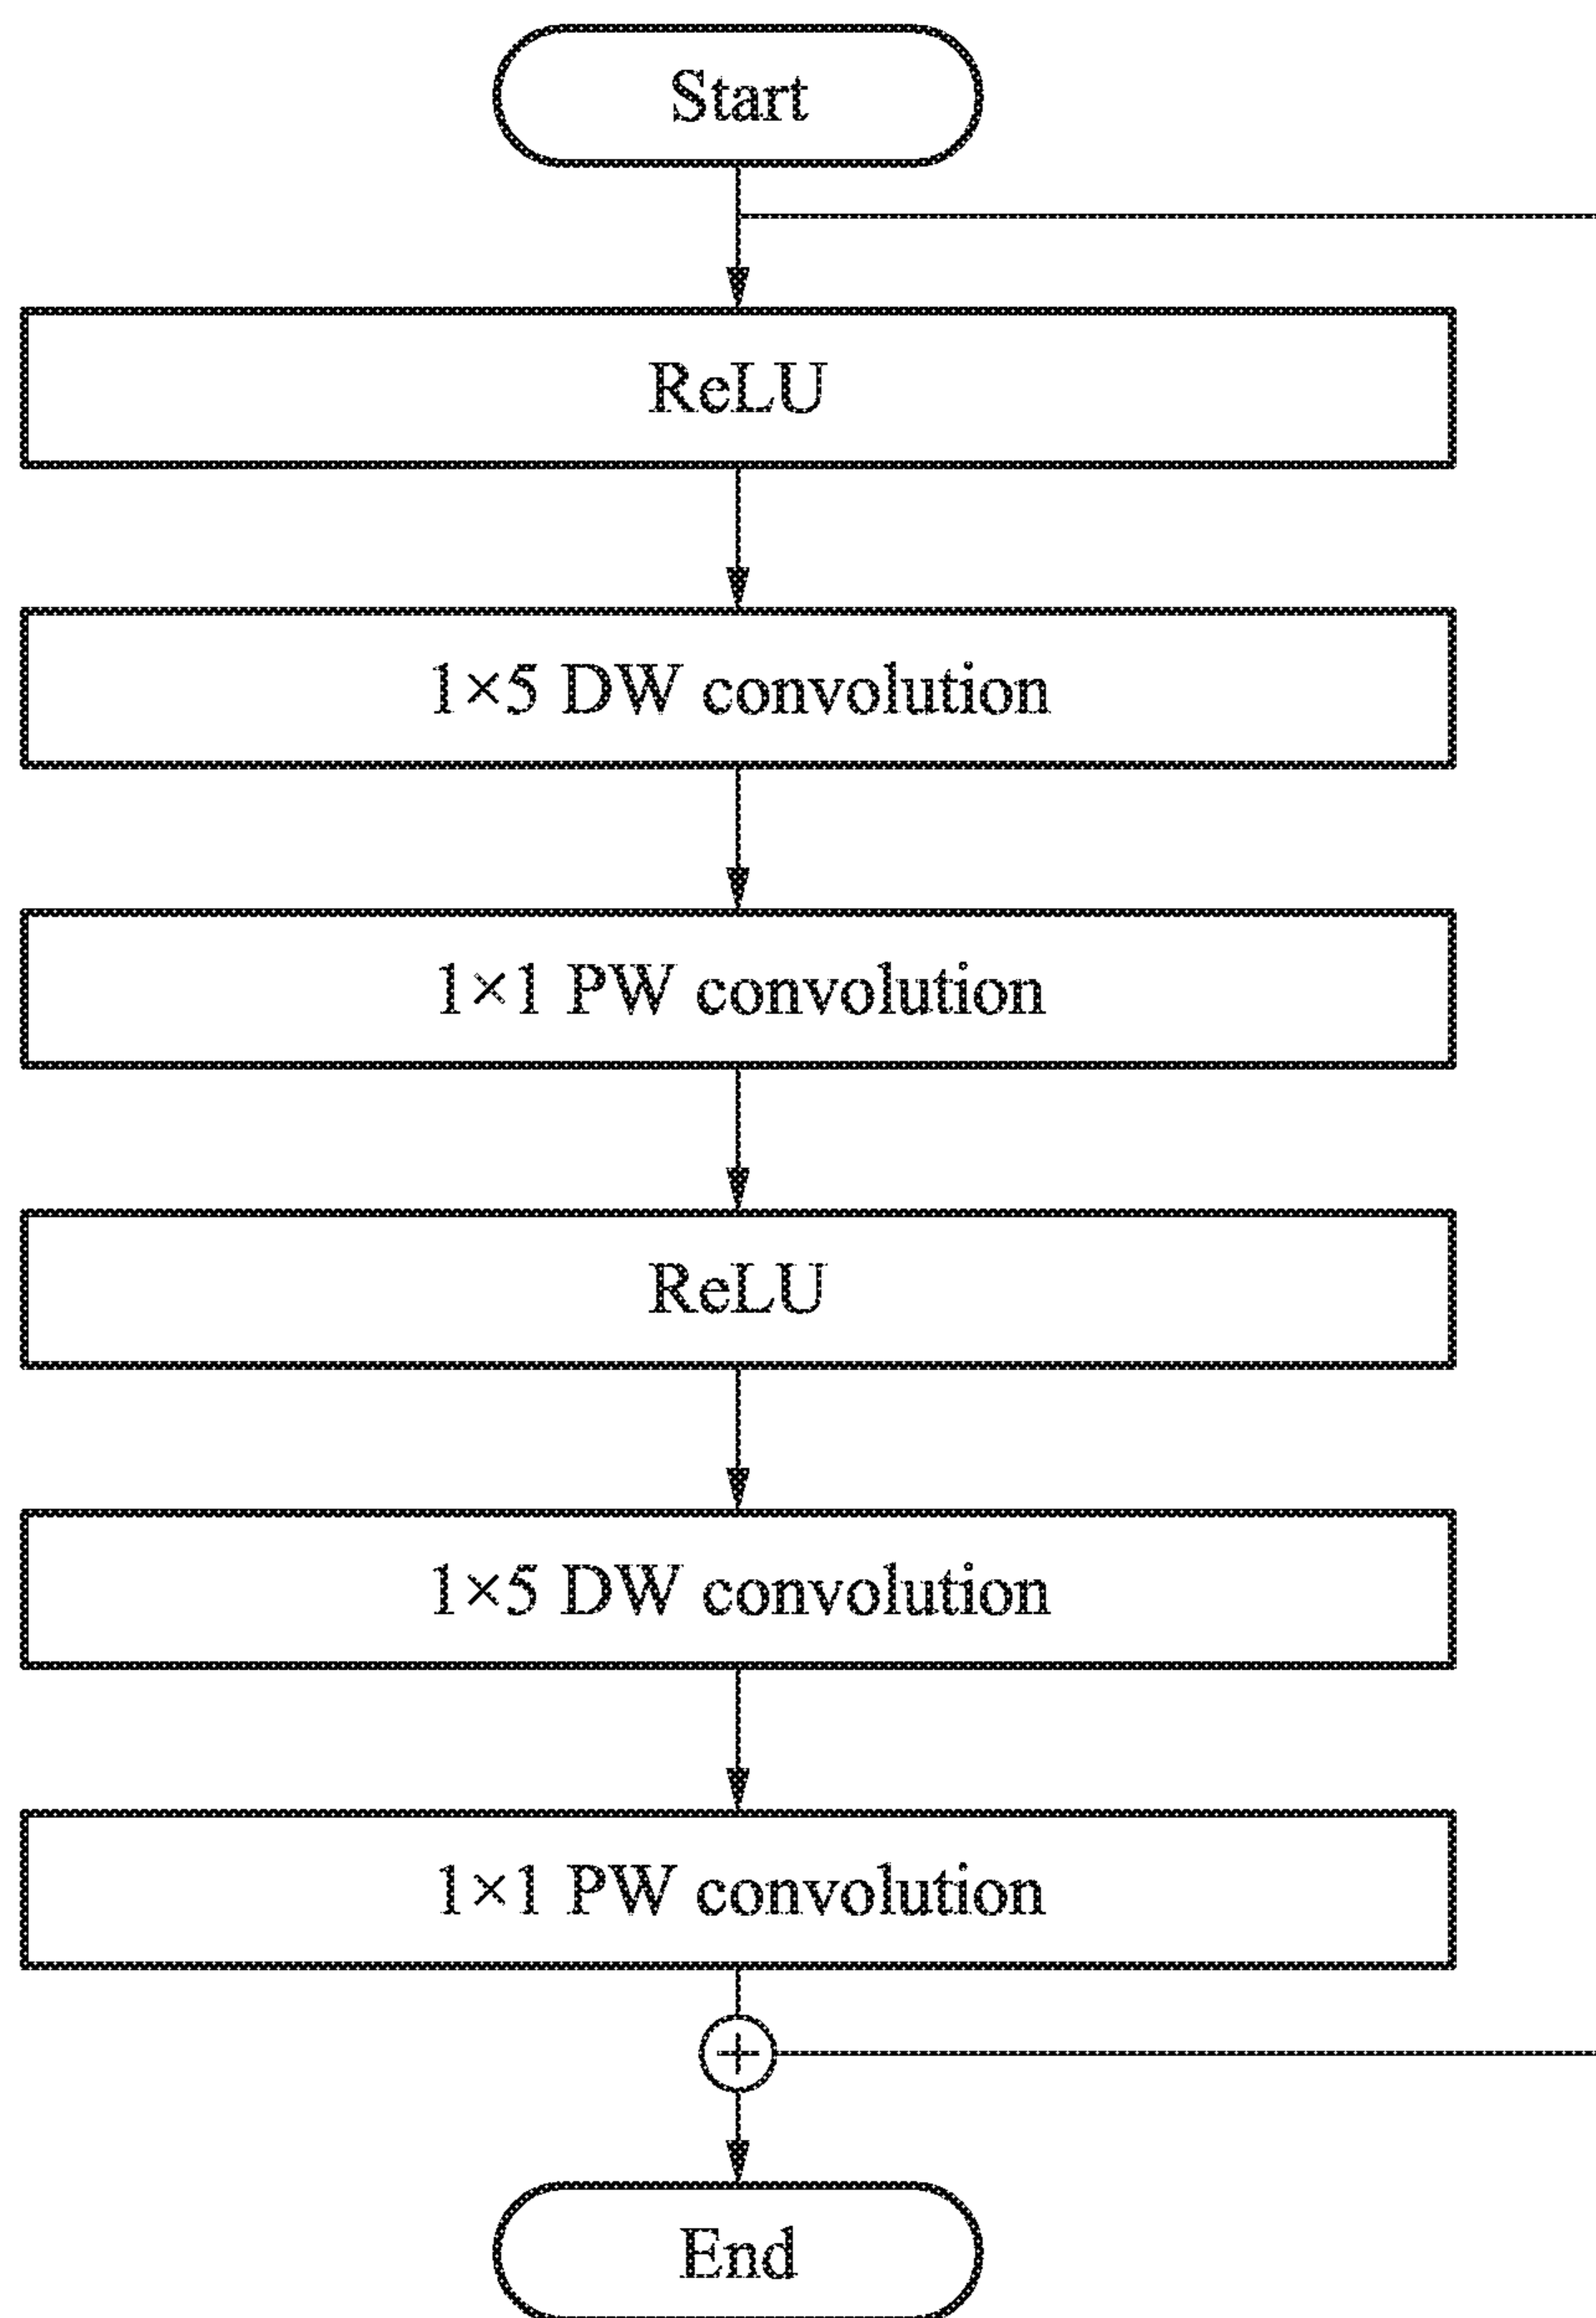 Start
ReLU
1×5 DW convolution
1×1 PW convolution
ReLU
1×5 DW convolution
1×1 PW convolution
+
End